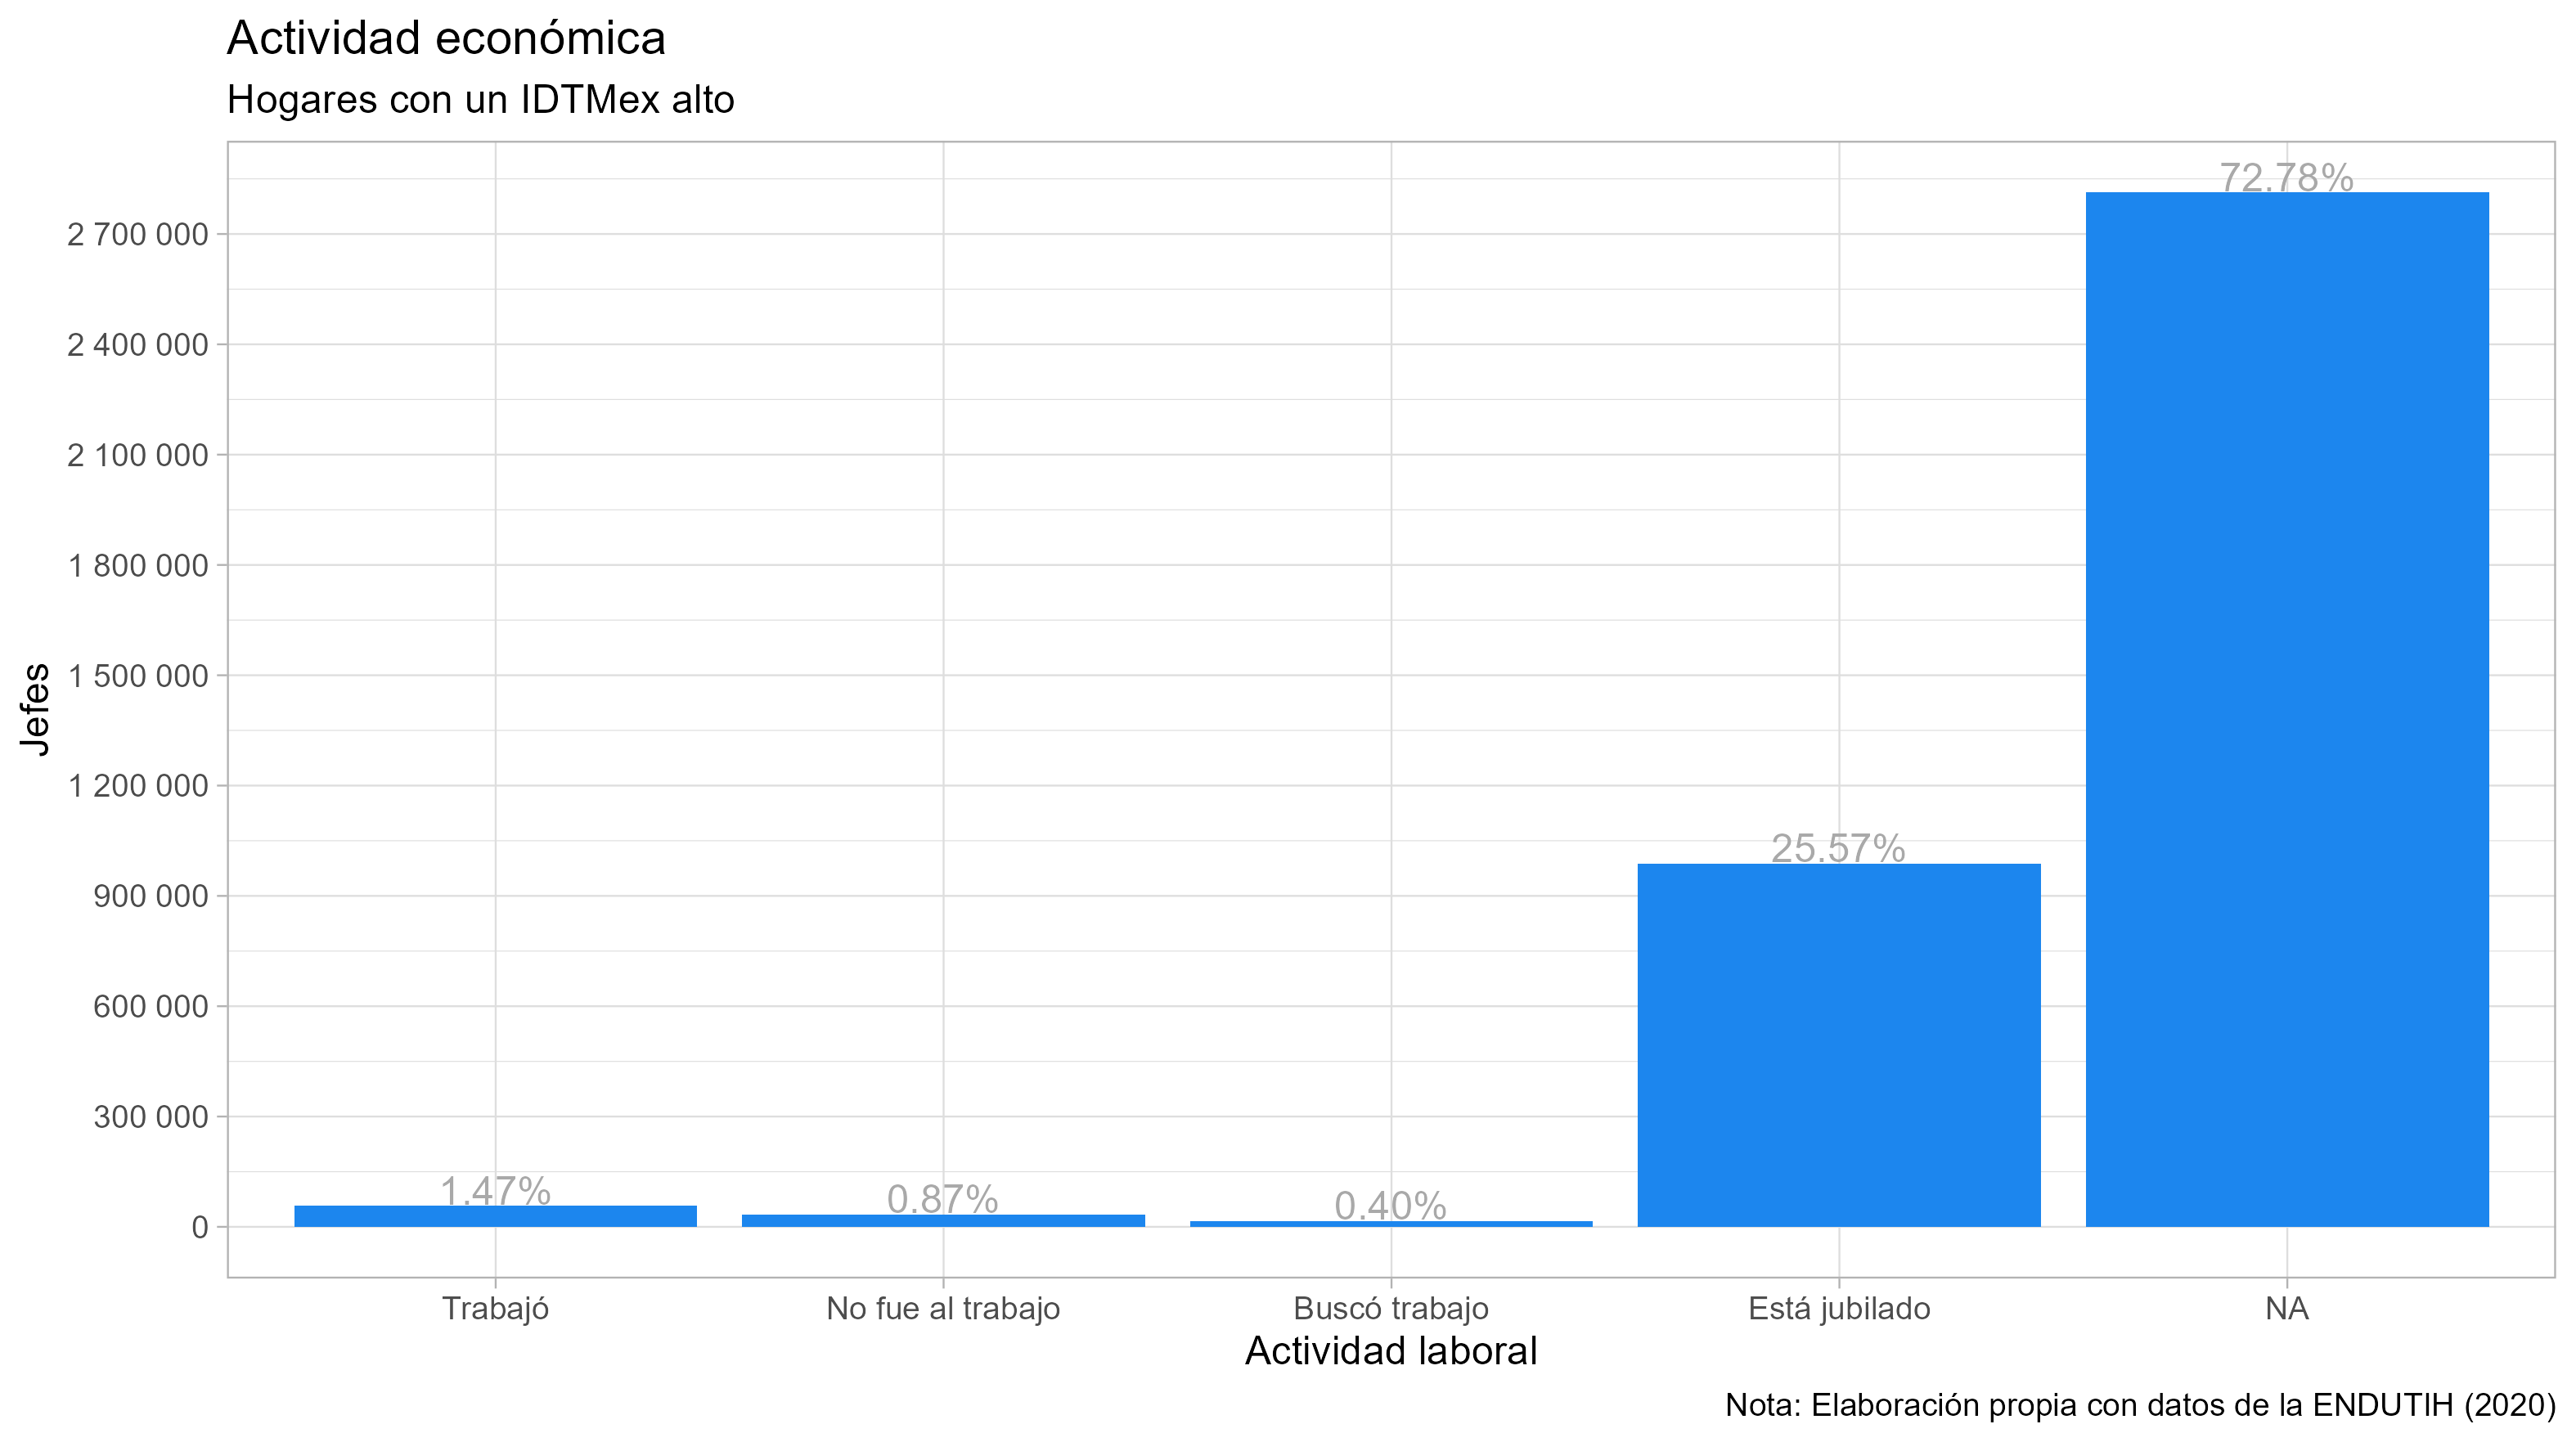 Actividad económica
Hogares con un IDTMex alto
Jefes
2 700 000
2 400 000
2 100 000
1 800 000
1 500 000
1 200 000
900 000
600 000
300 000
0
1.47%
0.87%
0.40%
25.57%
72.78%
Trabajó
No fue al trabajo
Buscó trabajo
Está jubilado
NA
Actividad laboral
Nota: Elaboración propia con datos de la ENDUTIH (2020)